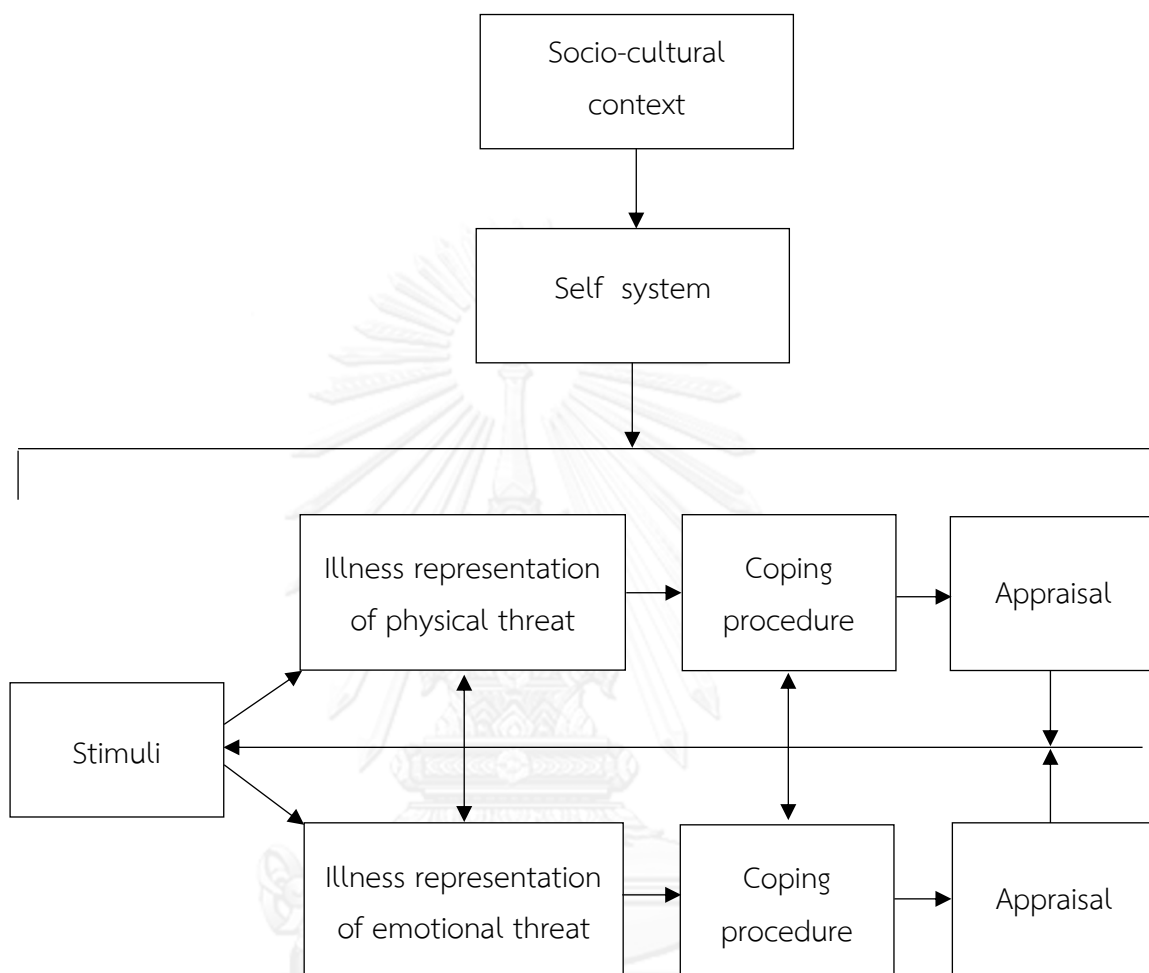 Socio-cultural
context
Self system
Illness representation
of physical threat
Coping
procedure
Appraisal
Stimuli
Illness representation
of emotional threat
Coping
procedure
Appraisal